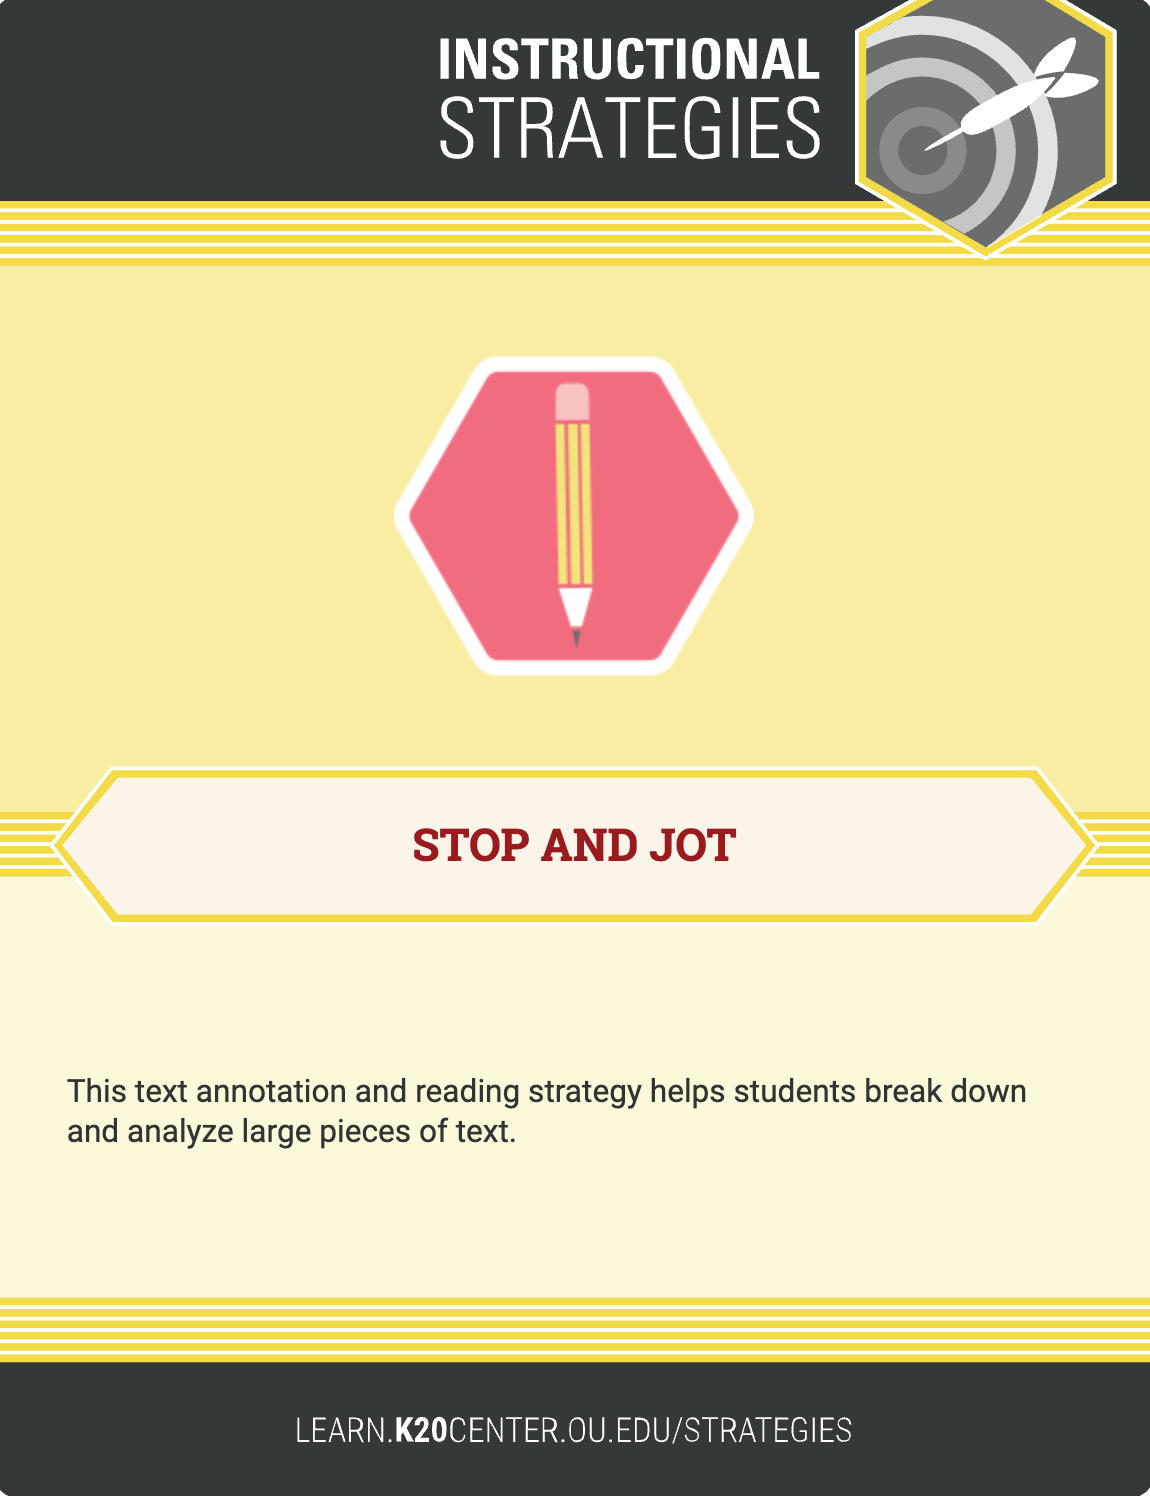 INSTRUCTIONAL
STRATEGIES
STOP AND JOT
This text annotation and reading strategy helps students break down
and analyze large pieces of text.
LEARN.K20CENTER.OU.EDU/STRATEGIES